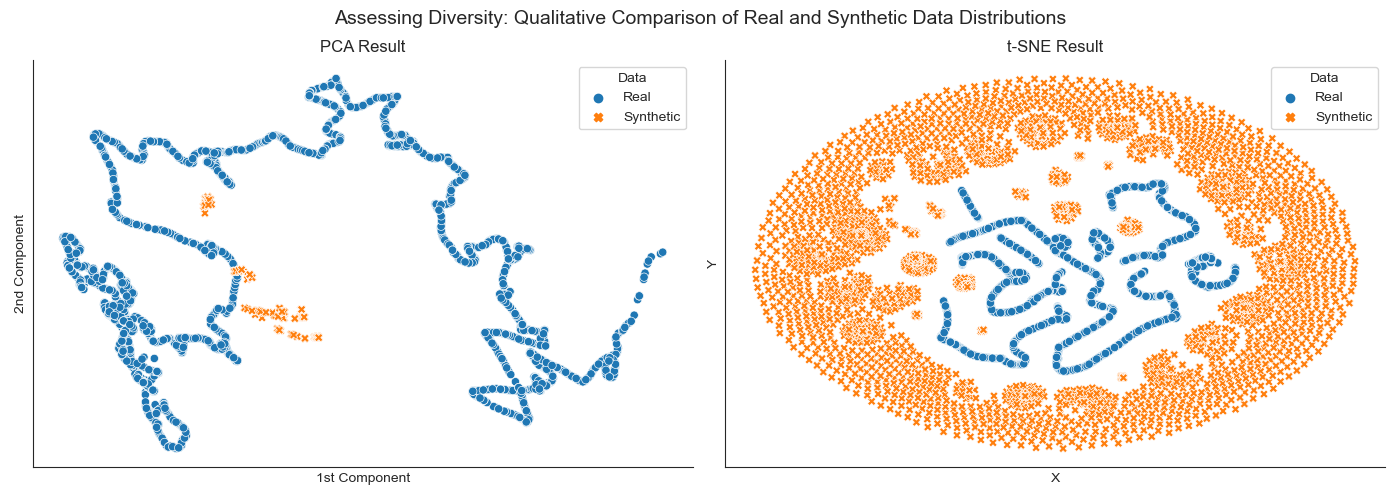 Assessing Diversity: Qualitative Comparison of Real and Synthetic Data Distributions
PCA Result
Data
Real
Synthetic
2nd Component
1st Component
t-SNE Result
Data
Real
Synthetic
Y
X